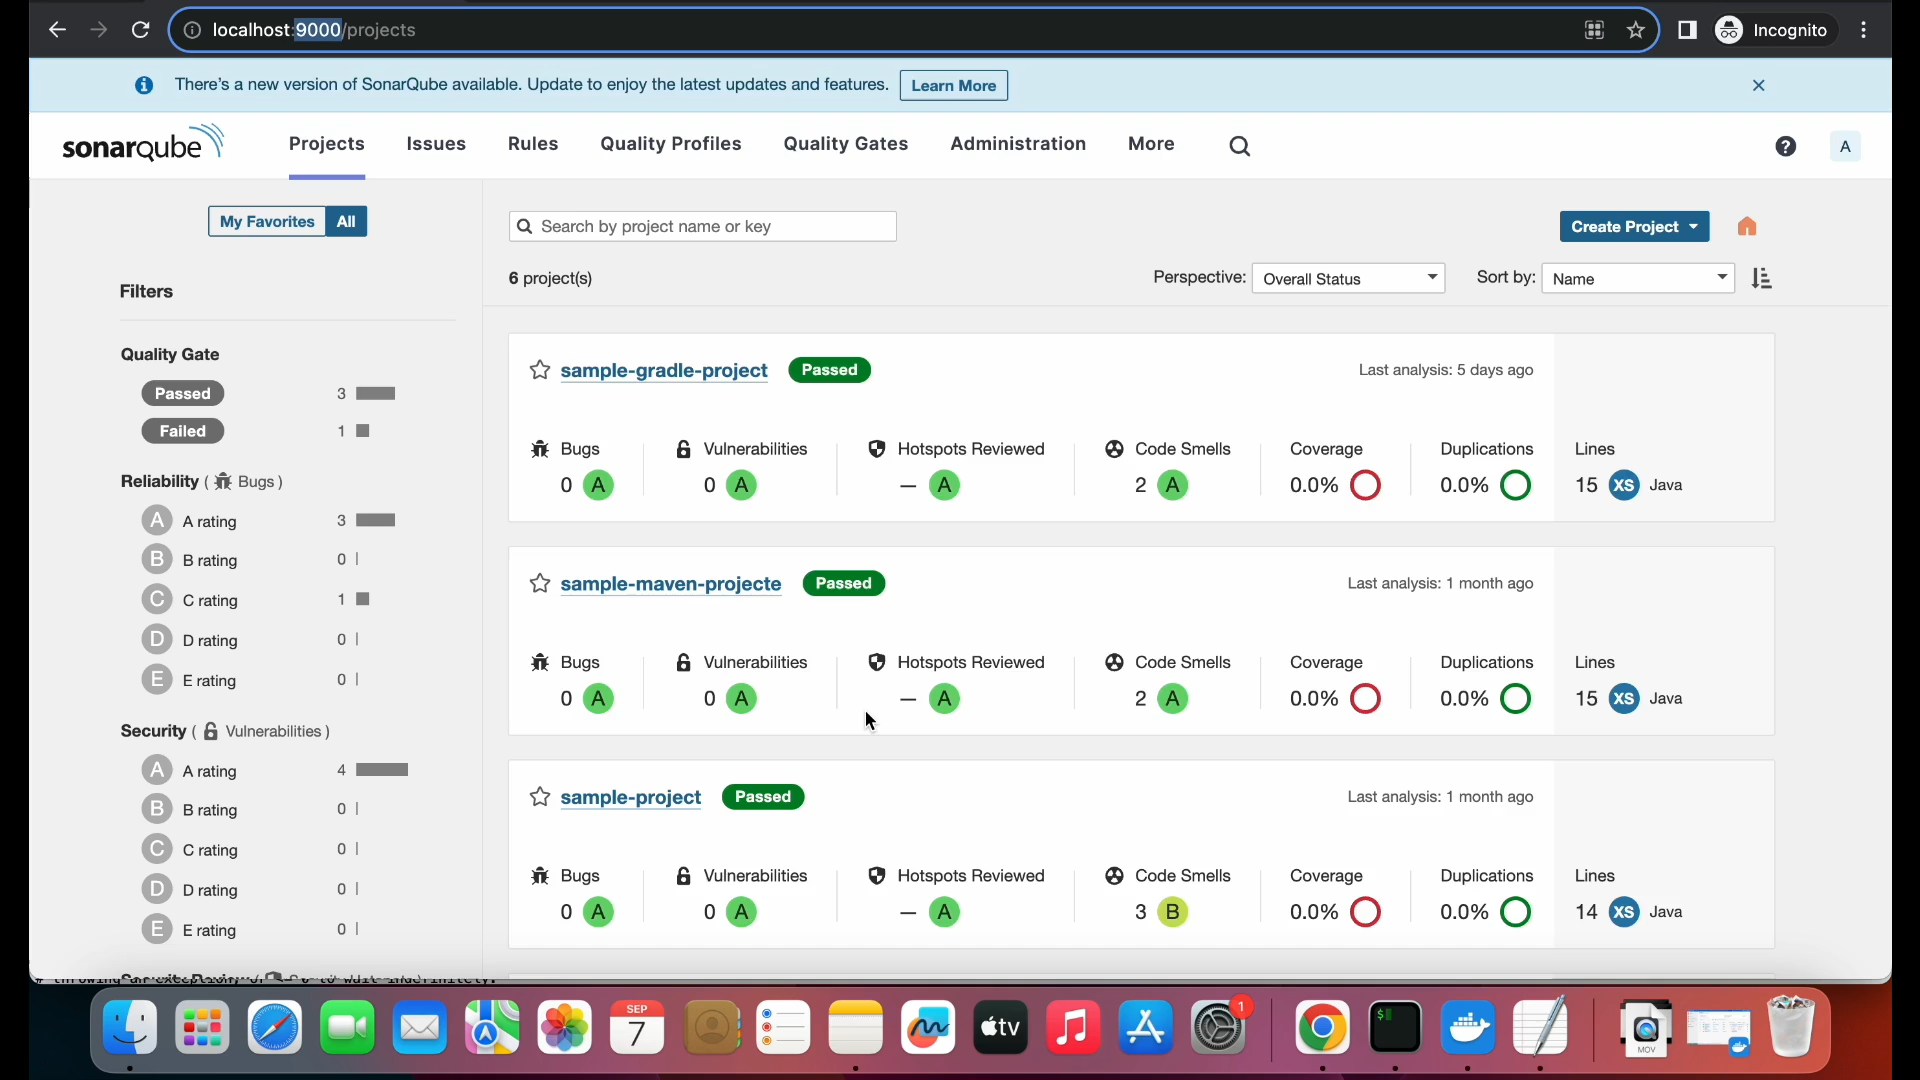 localhost:9000/projects
Incognito
There's a new version of SonarQube available. Update to enjoy the latest updates and features.
Learn More
sonarqube
Projects
Issues
Rules
Quality Profiles
Quality Gates
Administration
More
A
My Favorites
All
Search by project name or key
Create Project
6 project(s)
Perspective:
Overall Status
Sort by:
Name
Filters
Quality Gate
Passed 3
Failed 1
Reliability ( Bugs )
A A rating 3
B B rating 0
C C rating 1
D D rating 0
E E rating 0
Security ( Vulnerabilities )
A A rating 4
B B rating 0
C C rating 0
D D rating 0
E E rating 0
sample-gradle-project Passed
Last analysis: 5 days ago
Bugs Vulnerabilities Hotspots Reviewed Code Smells Coverage Duplications Lines
0 A 0 A — A 2 A 0.0% 0.0% 15 XS Java
sample-maven-projecte Passed
Last analysis: 1 month ago
Bugs Vulnerabilities Hotspots Reviewed Code Smells Coverage Duplications Lines
0 A 0 A — A 2 A 0.0% 0.0% 15 XS Java
sample-project Passed
Last analysis: 1 month ago
Bugs Vulnerabilities Hotspots Reviewed Code Smells Coverage Duplications Lines
0 A 0 A — A 3 B 0.0% 0.0% 14 XS Java
SEP
7
tv
1
$
MOV